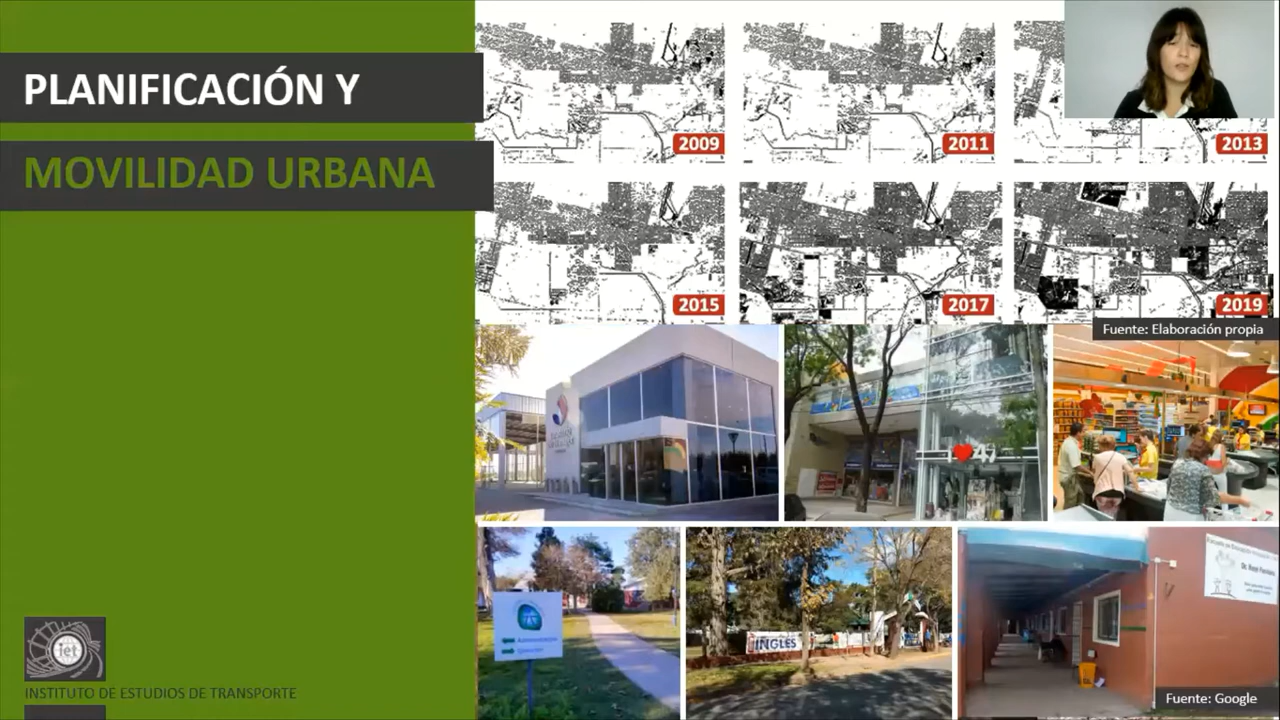 PLANIFICACIÓN Y
MOVILIDAD URBANA
2009
2011
2013
2015
2017
2019
Fuente: Elaboración propia
INGLES
iet
INSTITUTO DE ESTUDIOS DE TRANSPORTE
Fuente: Google